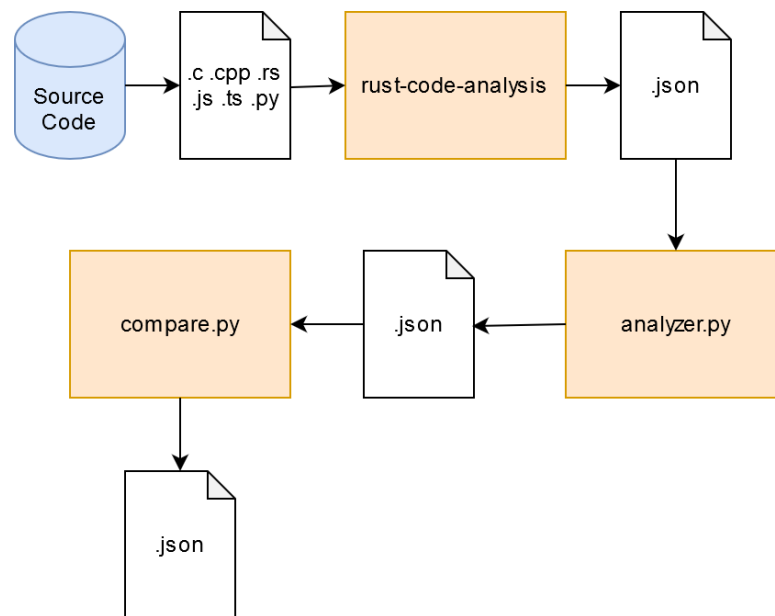 Source
Code
.c .cpp .rs
.js .ts .py
rust-code-analysis
.json
compare.py
.json
analyzer.py
.json